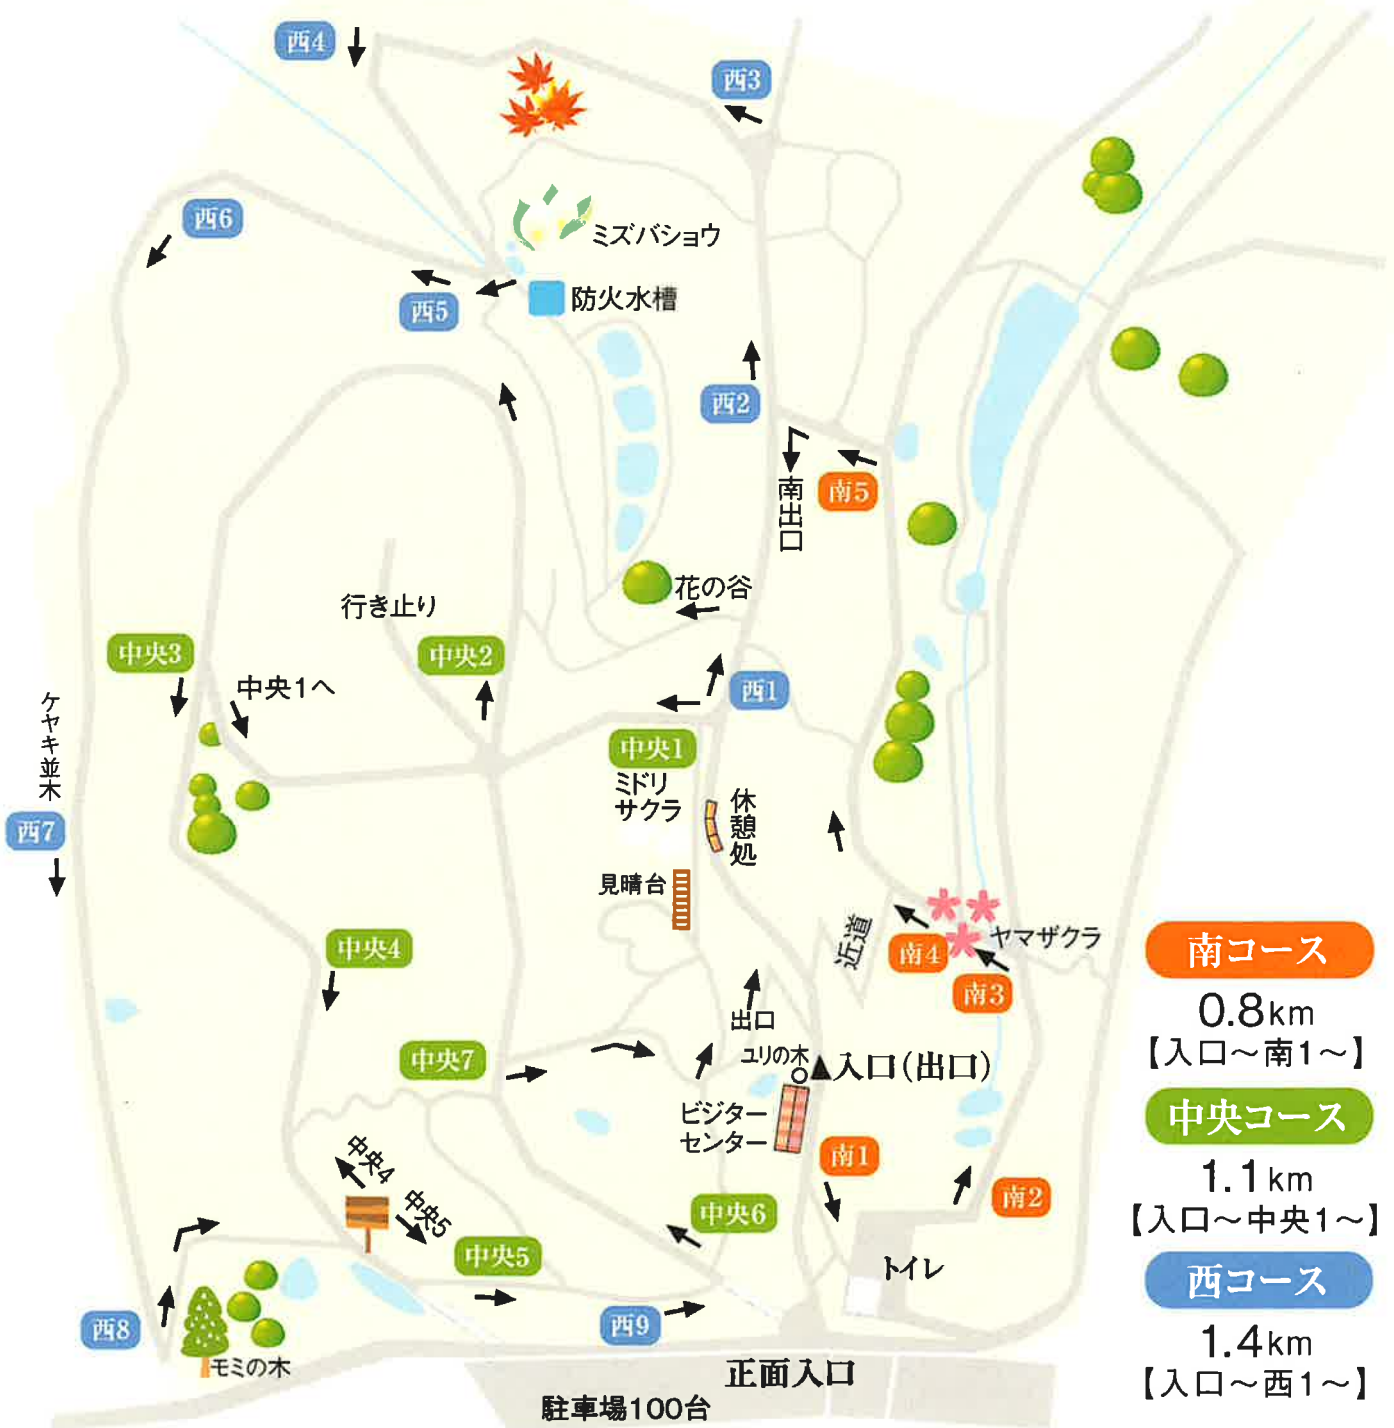 西4
西3
西6
ミズバショウ
西5
防火水槽
西2
南5
南出口
花の谷
行き止り
中央3
中央2
中央1へ
西1
ケヤキ並木
中央1
ミドリ
サクラ
休憩処
西7
見晴台
近道
南4
ヤマザクラ
南3
中央4
出口
中央7
ユリの木
入口(出口)
ビジター
センター
南1
南2
中央4
中央5
中央6
中央5
トイレ
西8
西9
モミの木
正面入口
駐車場100台
南コース
0.8km
【入口～南1～】
中央コース
1.1km
【入口～中央1～】
西コース
1.4km
【入口～西1～】